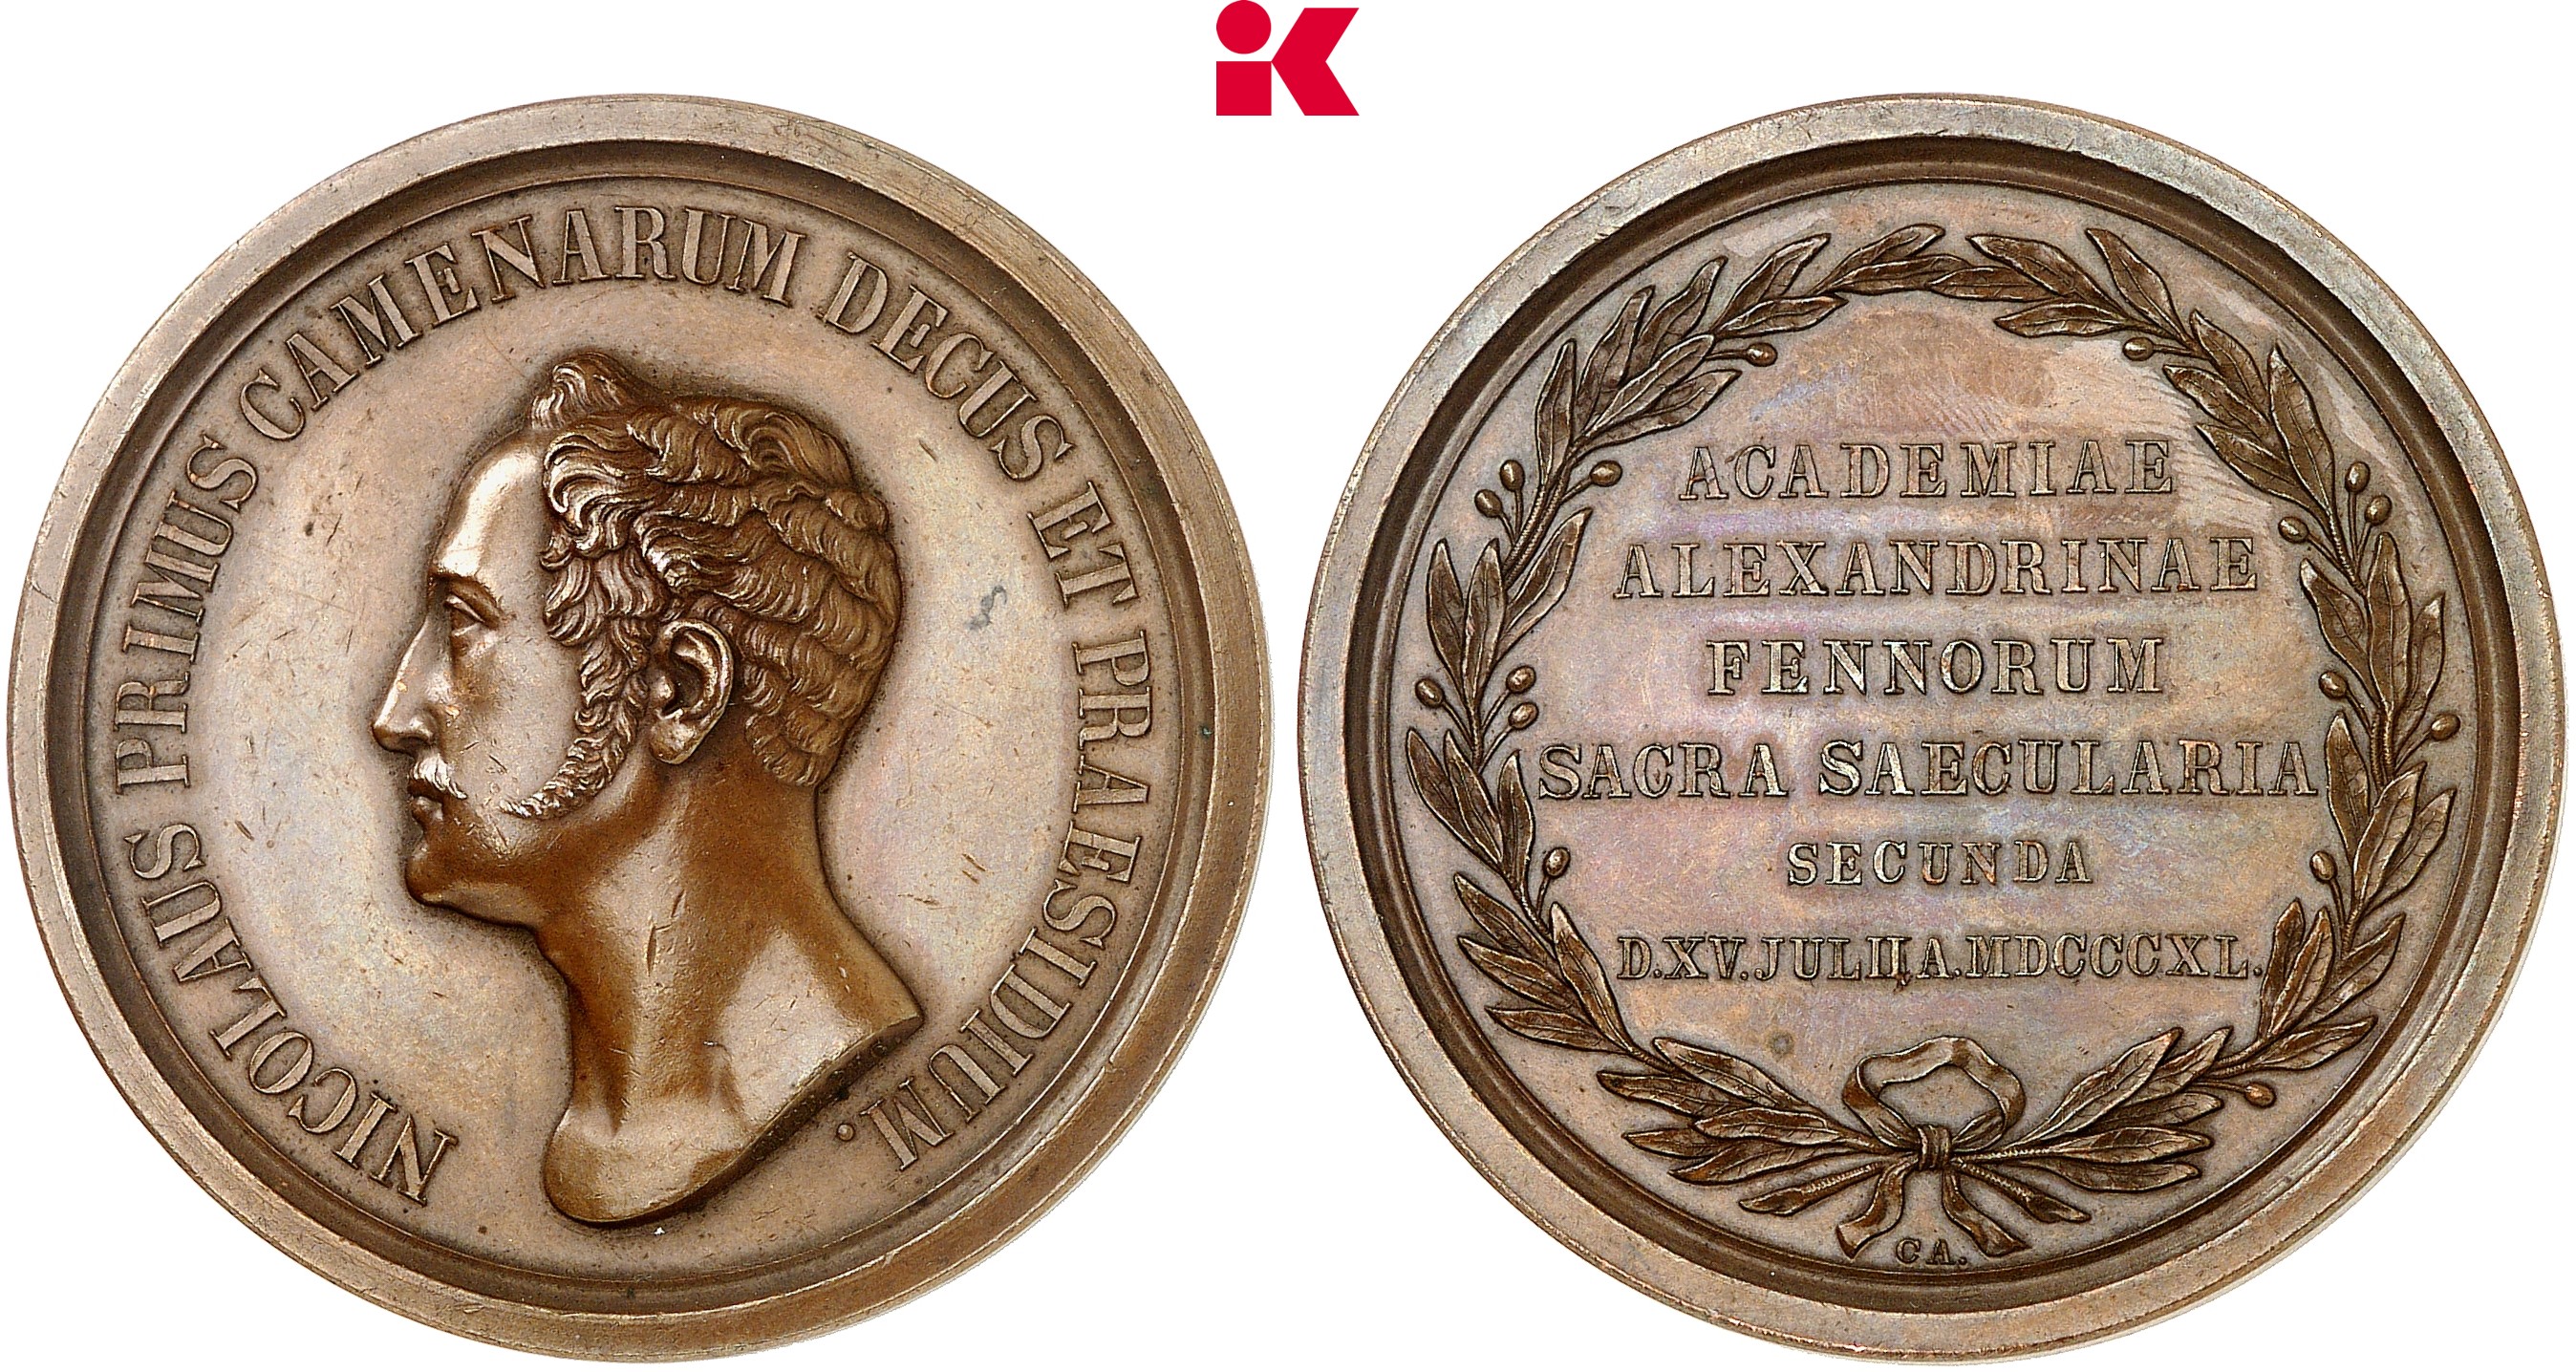 NICOLAUS PRIMUS CAMENARUM DECUS ET PRAESIDIUM.
ACADEMIAE
ALEXANDRINAE
FENNORUM
SACRA SAECULARIA
SECUNDA
D.XV.JULII A.MDCCCXL.
CA.